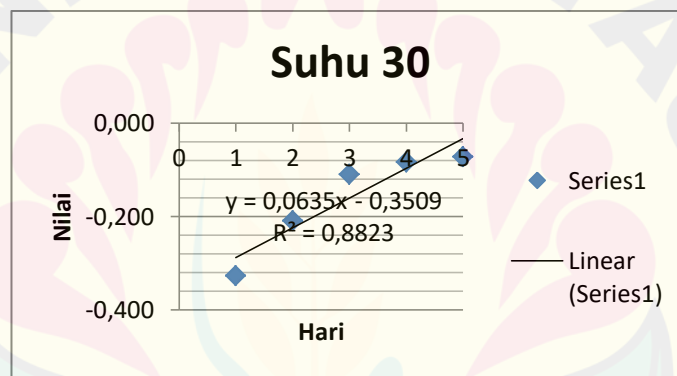 Suhu 30
0,000
0 1 2 3 4 5
-0,200
-0,400
Nilai
y = 0,0635x - 0,3509
R² = 0,8823
Hari
Series1
Linear
(Series1)